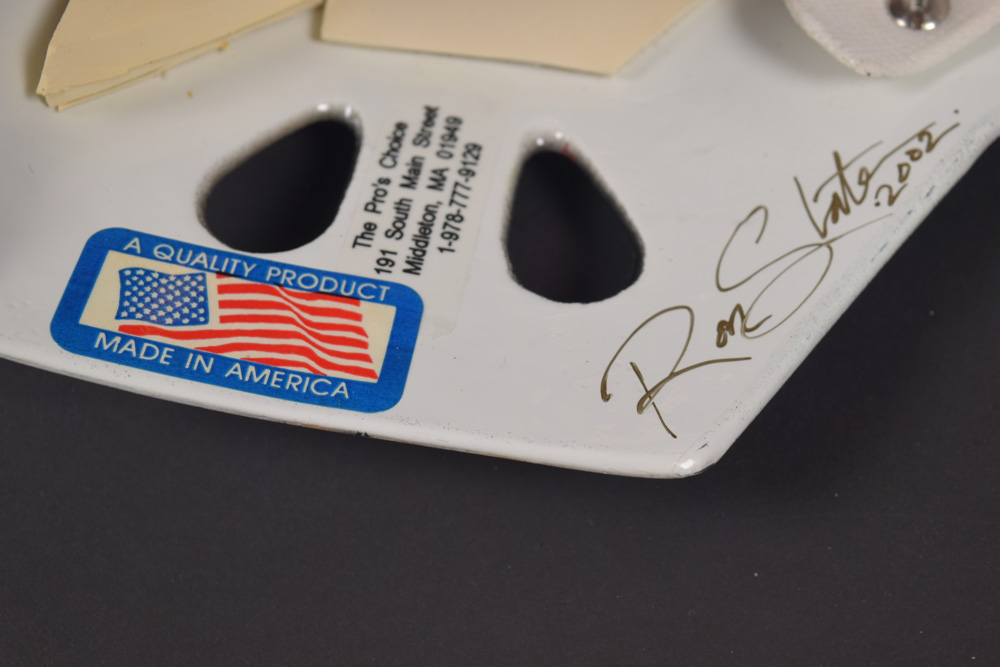 The Pro's Choice
191 South Main Street
Middleton, MA 01949
1-978-777-9129
A QUALITY PRODUCT
MADE IN AMERICA
Ron Slater .2002.